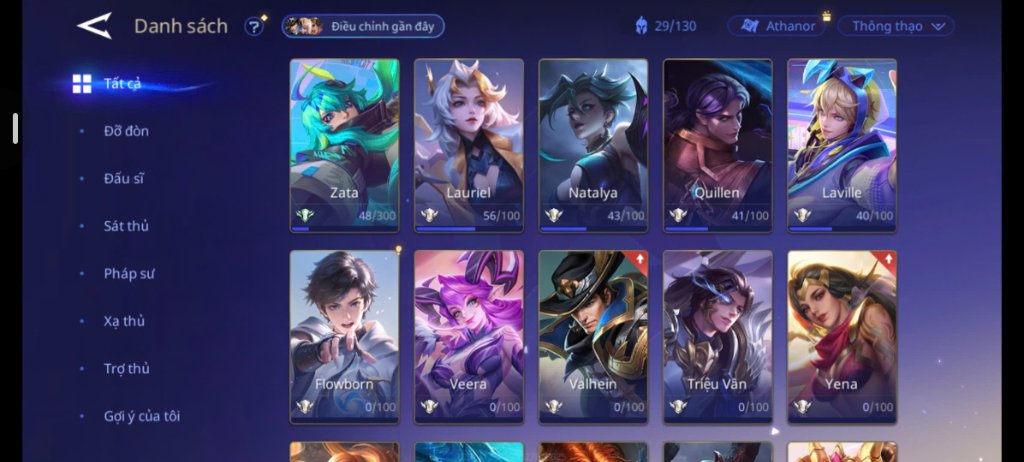 Danh sách
?
Điều chỉnh gần đây
29/130
Athanor
Thông thạo
Tất cả
Đỡ đòn
Đấu sĩ
Sát thủ
Pháp sư
Xạ thủ
Trợ thủ
Gợi ý của tôi
Zata
48/300
Lauriel
56/100
Natalya
43/100
Quillen
41/100
Laville
40/100
Flowborn
0/100
Veera
0/100
Valhein
0/100
Triệu Vân
0/100
Yena
0/100